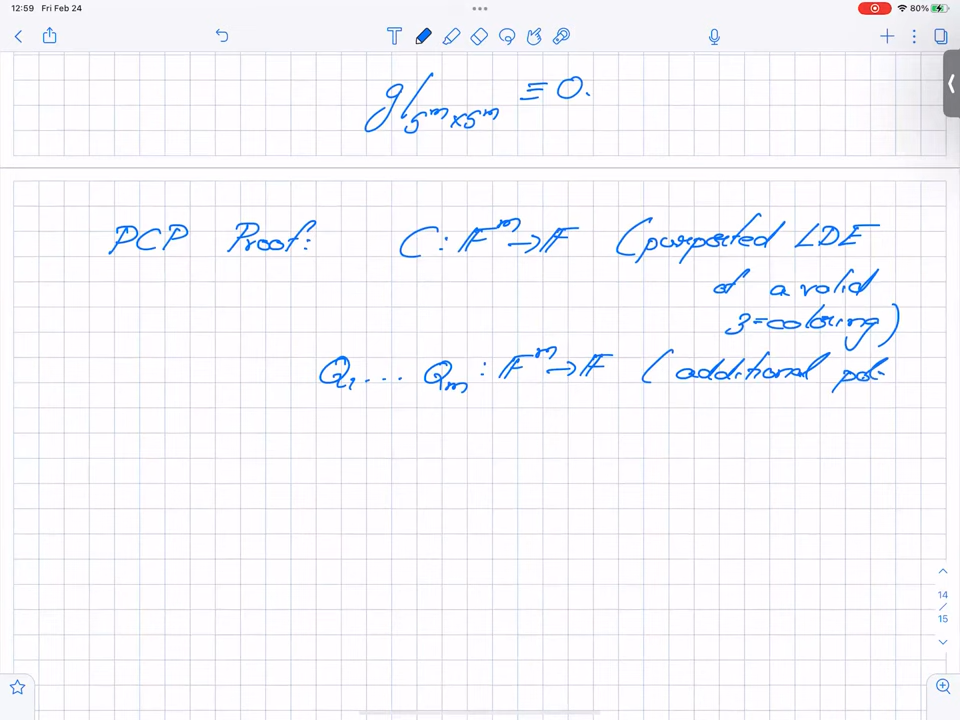 12:59 Fri Feb 24
80%
g|_{S^m x S^m} ≡ 0.
PCP Proof: C: 𝔽^m → 𝔽 (purported LDE
of a valid
3-coloring)
Q_1 ... Q_m : 𝔽^m → 𝔽 (additional pol
14
/
15